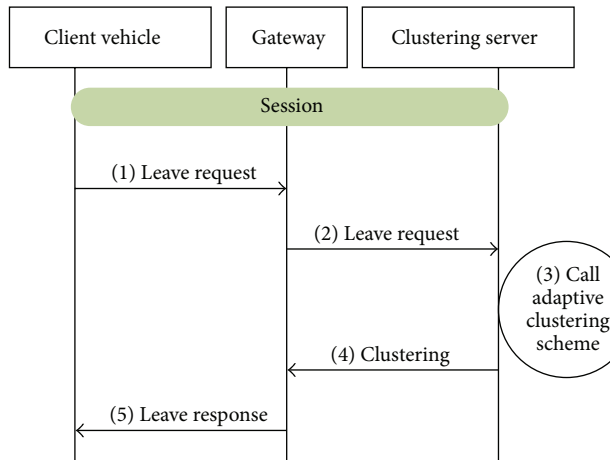 Client vehicle
Gateway
Clustering server
Session
(1) Leave request
(2) Leave request
(3) Call
adaptive
clustering
scheme
(4) Clustering
(5) Leave response